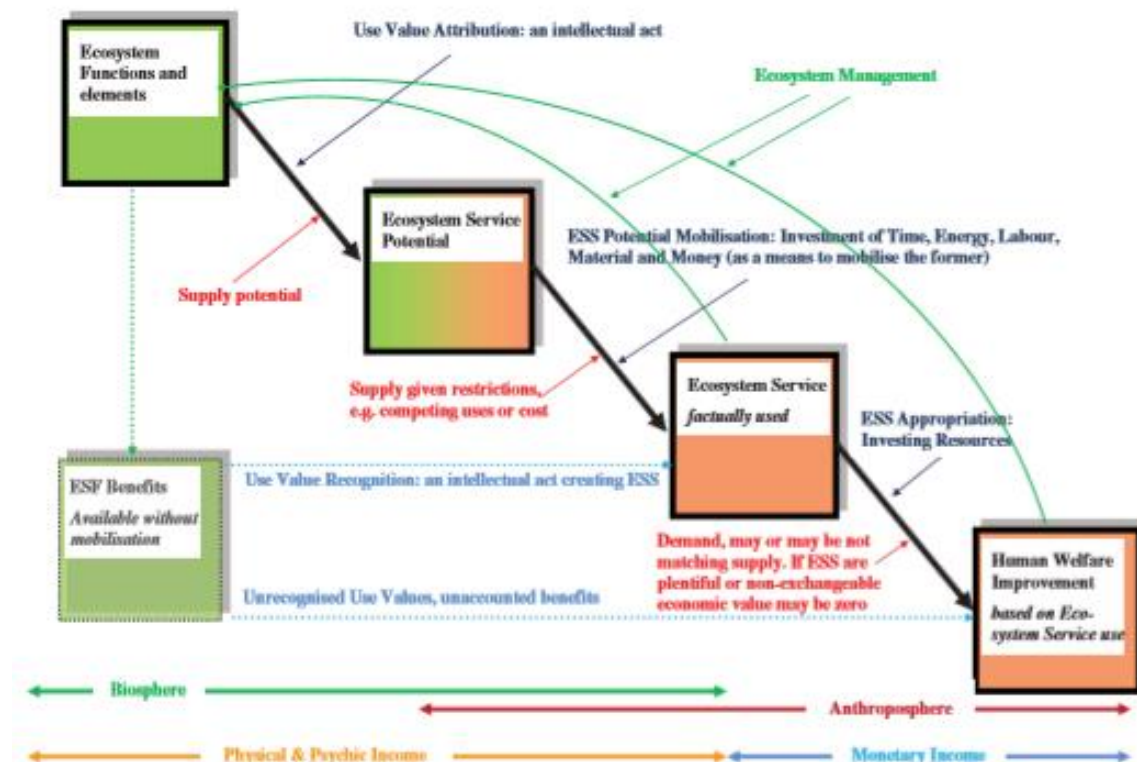 Use Value Attribution: an intellectual act
Ecosystem
Functions and
elements
Ecosystem Management
Ecosystem Service
Potential
ESS Potential Mobilisation: Investment of Time, Energy, Labour,
Material and Money (as a means to mobilise the former)
Supply potential
Supply given restrictions,
e.g. competing uses or cost
Ecosystem Service
factually used
ESS Appropriation:
Investing Resources
ESF Benefits
Available without
mobilisation
Use Value Recognition: an intellectual act creating ESS
Demand, may or may be not
matching supply. If ESS are
plentiful or non-exchangeable
economic value may be zero
Human Welfare
Improvement
based on Eco-
system Service use
Unrecognised Use Values, unaccounted benefits
Biosphere
Anthroposphere
Physical & Psychic Income
Monetary Income